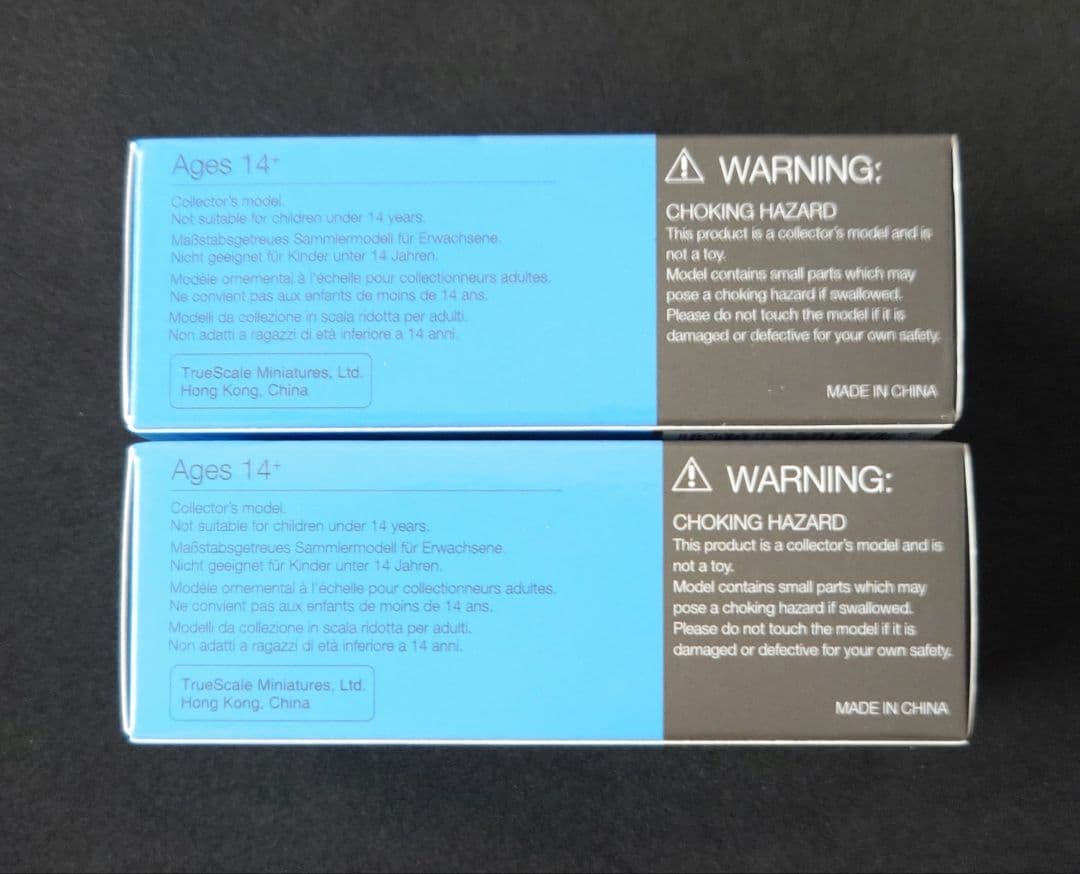 Ages 14+
Collector's model.
Not suitable for children under 14 years.
Maßstabsgetreues Sammlermodell für Erwachsene.
Nicht geeignet für Kinder unter 14 Jahren.
Modèle ornemental à l'échelle pour collectionneurs adultes.
Ne convient pas aux enfants de moins de 14 ans.
Modelli da collezione in scala ridotta per adulti.
Non adatti a ragazzi di età inferiore a 14 anni.
TrueScale Miniatures, Ltd.
Hong Kong, China
WARNING:
CHOKING HAZARD
This product is a collector's model and is
not a toy.
Model contains small parts which may
pose a choking hazard if swallowed.
Please do not touch the model if it is
damaged or defective for your own safety.
MADE IN CHINA
Ages 14+
Collector's model.
Not suitable for children under 14 years.
Maßstabsgetreues Sammlermodell für Erwachsene.
Nicht geeignet für Kinder unter 14 Jahren.
Modèle ornemental à l'échelle pour collectionneurs adultes.
Ne convient pas aux enfants de moins de 14 ans.
Modelli da collezione in scala ridotta per adulti.
Non adatti a ragazzi di età inferiore a 14 anni.
TrueScale Miniatures, Ltd.
Hong Kong, China
WARNING:
CHOKING HAZARD
This product is a collector's model and is
not a toy.
Model contains small parts which may
pose a choking hazard if swallowed.
Please do not touch the model if it is
damaged or defective for your own safety.
MADE IN CHINA